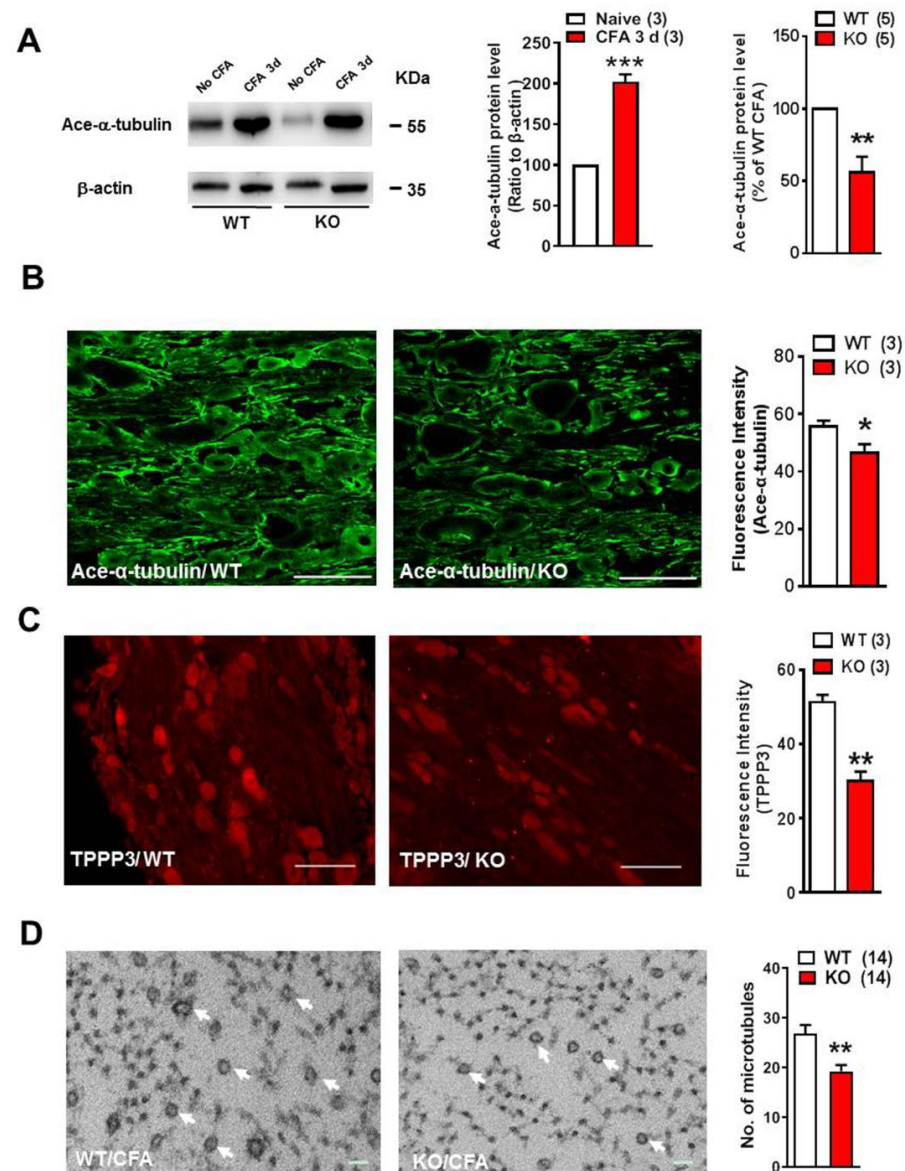 A
No CFA
CFA 3d
No CFA
CFA 3d
KDa
Ace-α-tubulin
55
β-actin
35
WT
KO
Naive (3)
CFA 3 d (3)
Ace-a-tubulin protein level
(Ratio to β-actin)
250
200
150
100
50
0
***
WT (5)
KO (5)
Ace-α-tubulin protein level
(% of WT CFA)
150
100
50
0
**
B
Ace-α-tubulin/WT
Ace-α-tubulin/KO
WT (3)
KO (3)
Fluorescence Intensity
(Ace-α-tubulin)
80
60
40
20
0
*
C
TPPP3/WT
TPPP3/ KO
WT (3)
KO (3)
Fluorescence Intensity
(TPPP3)
60
40
20
0
**
D
WT/CFA
KO/CFA
WT (14)
KO (14)
No. of microtubules
40
30
20
10
0
**